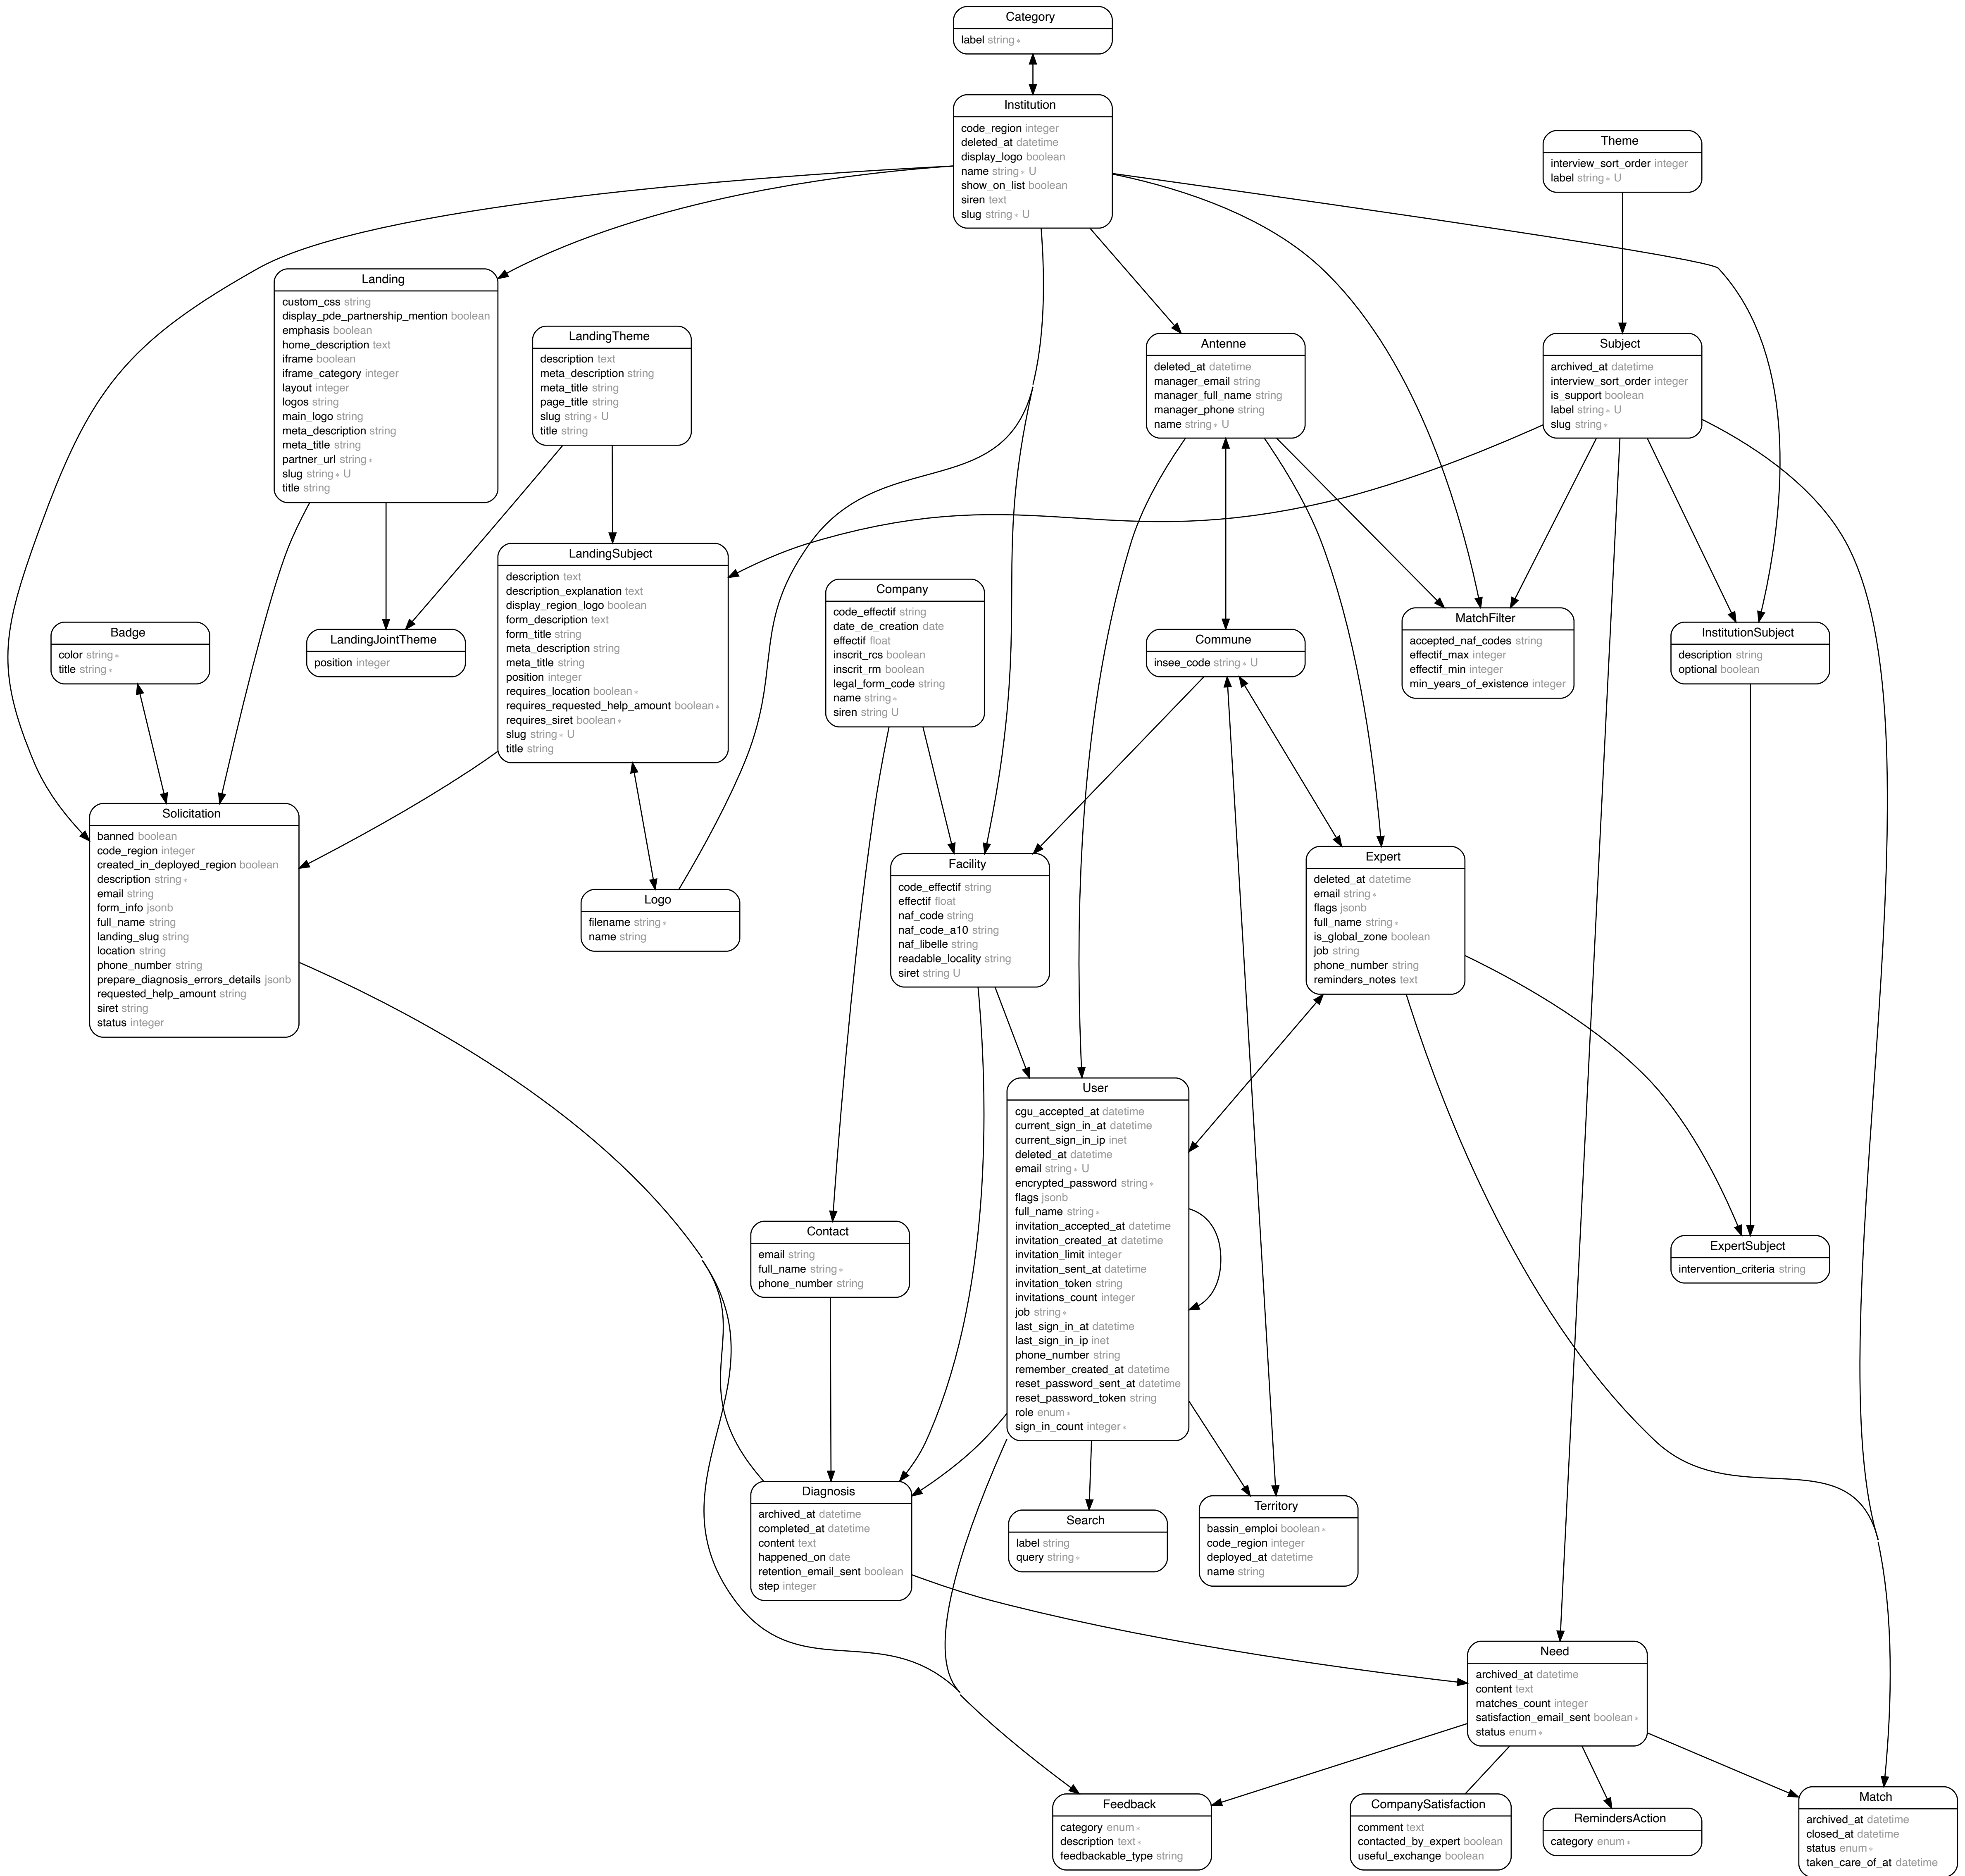 Category
label string∗
Institution
code_region integer
deleted_at datetime
display_logo boolean
name string∗ U
show_on_list boolean
siren text
slug string∗ U
Theme
interview_sort_order integer
label string∗ U
Landing
custom_css string
display_pde_partnership_mention boolean
emphasis boolean
home_description text
iframe boolean
iframe_category integer
layout integer
logos string
main_logo string
meta_description string
meta_title string
partner_url string∗
slug string∗ U
title string
LandingTheme
description text
meta_description string
meta_title string
page_title string
slug string∗ U
title string
Antenne
deleted_at datetime
manager_email string
manager_full_name string
manager_phone string
name string∗ U
Subject
archived_at datetime
interview_sort_order integer
is_support boolean
label string∗ U
slug string∗
LandingSubject
description text
description_explanation text
display_region_logo boolean
form_description text
form_title string
meta_description string
meta_title string
position integer
requires_location boolean∗
requires_requested_help_amount boolean∗
requires_siret boolean∗
slug string∗ U
title string
Company
code_effectif string
date_de_creation date
effectif float
inscrit_rcs boolean
inscrit_rm boolean
legal_form_code string
name string∗
siren string U
Badge
color string∗
title string∗
LandingJointTheme
position integer
Commune
insee_code string∗ U
MatchFilter
accepted_naf_codes string
effectif_max integer
effectif_min integer
min_years_of_existence integer
InstitutionSubject
description string
optional boolean
Solicitation
banned boolean
code_region integer
created_in_deployed_region boolean
description string∗
email string
form_info jsonb
full_name string
landing_slug string
location string
phone_number string
prepare_diagnosis_errors_details jsonb
requested_help_amount string
siret string
status integer
Logo
filename string∗
name string
Facility
code_effectif string
effectif float
naf_code string
naf_code_a10 string
naf_libelle string
readable_locality string
siret string U
Expert
deleted_at datetime
email string∗
flags jsonb
full_name string∗
is_global_zone boolean
job string
phone_number string
reminders_notes text
User
cgu_accepted_at datetime
current_sign_in_at datetime
current_sign_in_ip inet
deleted_at datetime
email string∗ U
encrypted_password string∗
flags jsonb
full_name string∗
invitation_accepted_at datetime
invitation_created_at datetime
invitation_limit integer
invitation_sent_at datetime
invitation_token string
invitations_count integer
job string∗
last_sign_in_at datetime
last_sign_in_ip inet
phone_number string
remember_created_at datetime
reset_password_sent_at datetime
reset_password_token string
role enum∗
sign_in_count integer∗
Contact
email string
full_name string∗
phone_number string
ExpertSubject
intervention_criteria string
Diagnosis
archived_at datetime
completed_at datetime
content text
happened_on date
retention_email_sent boolean
step integer
Search
label string
query string∗
Territory
bassin_emploi boolean∗
code_region integer
deployed_at datetime
name string
Need
archived_at datetime
content text
matches_count integer
satisfaction_email_sent boolean∗
status enum∗
Feedback
category enum∗
description text∗
feedbackable_type string
CompanySatisfaction
comment text
contacted_by_expert boolean
useful_exchange boolean
RemindersAction
category enum∗
Match
archived_at datetime
closed_at datetime
status enum∗
taken_care_of_at datetime